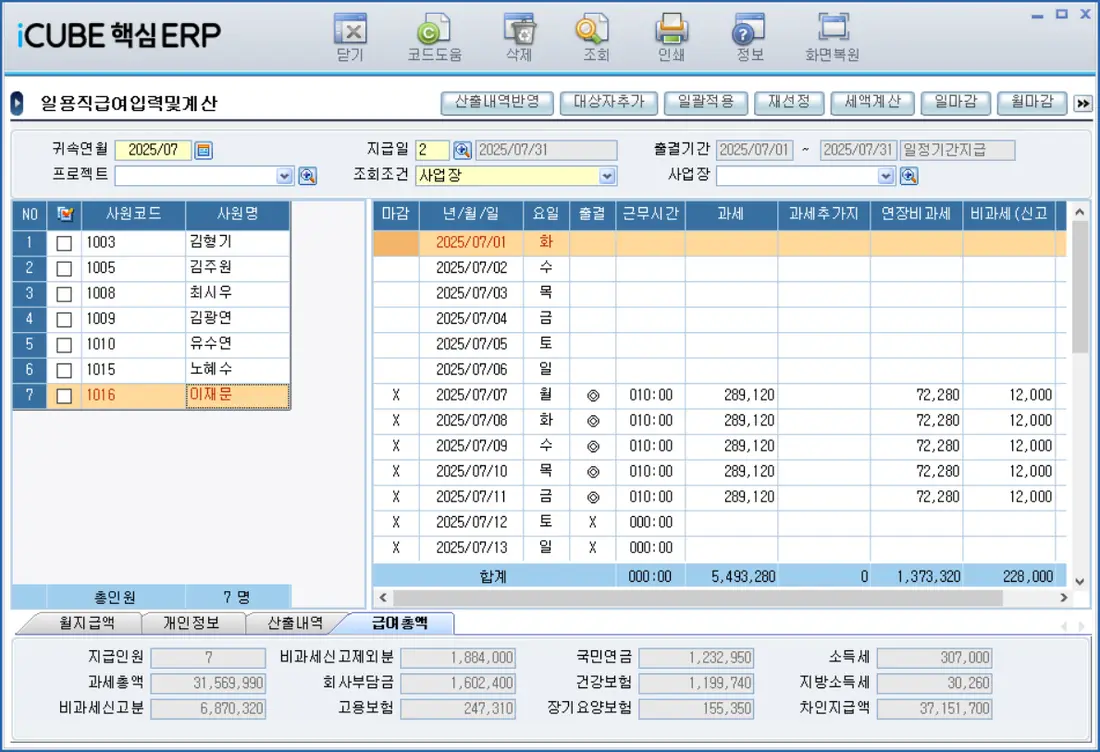 iCUBE 핵심ERP
닫기 코드도움 삭제 조회 인쇄 정보 화면복원
일용직급여입력및계산
산출내역반영 대상자추가 일괄적용 재선정 세액계산 일마감 월마감
귀속연월 2025/07 지급일 2 2025/07/31 출결기간 2025/07/01 ~ 2025/07/31 일정기간지급
프로젝트 조회조건 사업장 사업장
NO 사원코드 사원명
1 1003 김형기
2 1005 김주원
3 1008 최시우
4 1009 김광연
5 1010 유수연
6 1015 노혜수
7 1016 이재문
총인원 7 명
마감 년/월/일 요일 출결 근무시간 과세 과세추가지 연장비과세 비과세(신고
2025/07/01 화
2025/07/02 수
2025/07/03 목
2025/07/04 금
2025/07/05 토
2025/07/06 일
X 2025/07/07 월 ◎ 010:00 289,120 72,280 12,000
X 2025/07/08 화 ◎ 010:00 289,120 72,280 12,000
X 2025/07/09 수 ◎ 010:00 289,120 72,280 12,000
X 2025/07/10 목 ◎ 010:00 289,120 72,280 12,000
X 2025/07/11 금 ◎ 010:00 289,120 72,280 12,000
X 2025/07/12 토 X 000:00
X 2025/07/13 일 X 000:00
합계 000:00 5,493,280 0 1,373,320 228,000
월지급액 개인정보 산출내역 급여총액
지급인원 7 비과세신고제외분 1,884,000 국민연금 1,232,950 소득세 307,000
과세총액 31,569,990 회사부담금 1,602,400 건강보험 1,199,740 지방소득세 30,260
비과세신고분 6,870,320 고용보험 247,310 장기요양보험 155,350 차인지급액 37,151,700